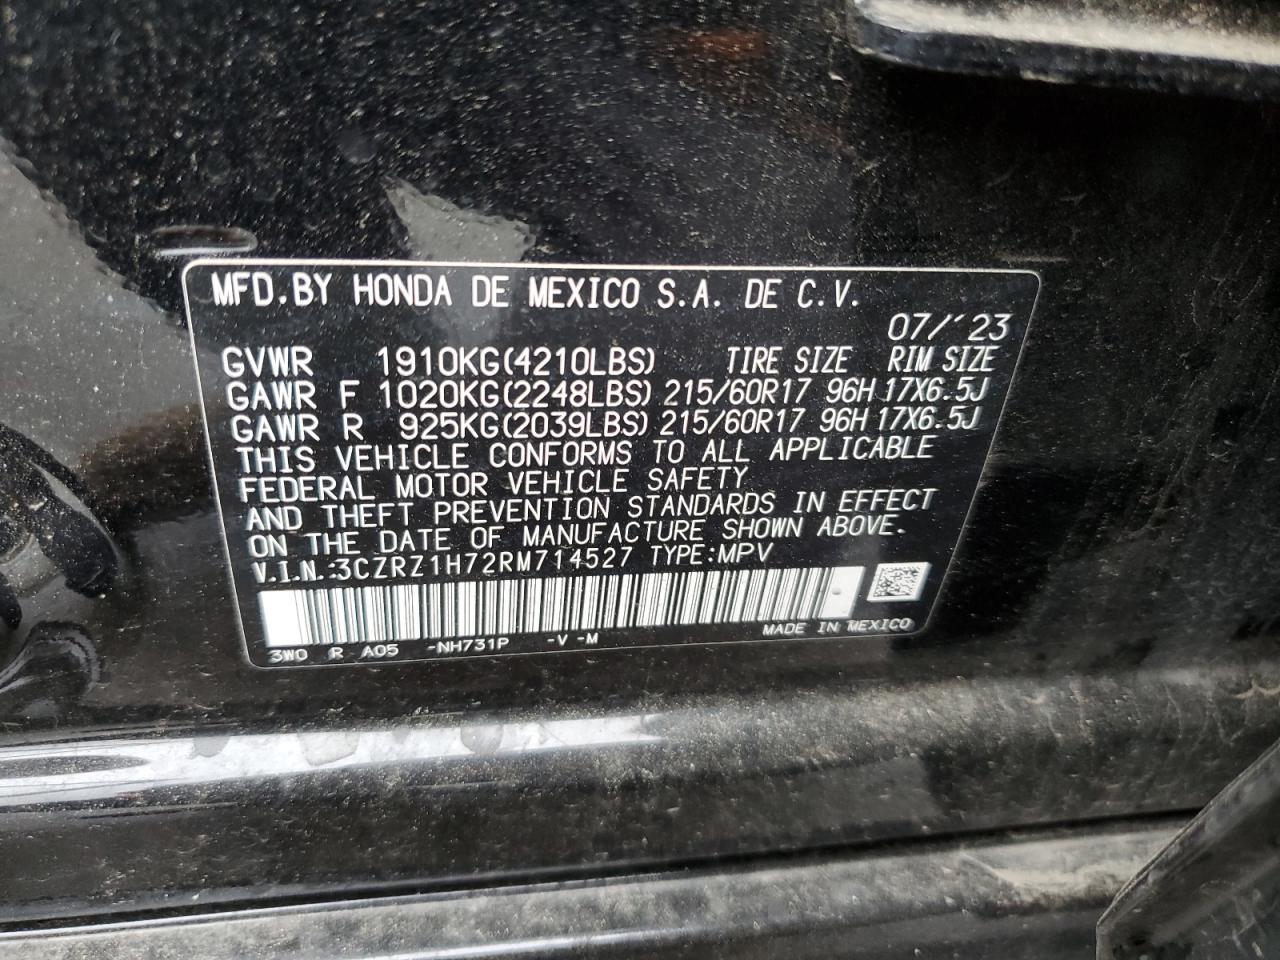 MFD.BY HONDA DE MEXICO S.A. DE C.V.
07/'23
GVWR 1910KG(4210LBS) TIRE SIZE RIM SIZE
GAWR F 1020KG(2248LBS) 215/60R17 96H 17X6.5J
GAWR R 925KG(2039LBS) 215/60R17 96H 17X6.5J
THIS VEHICLE CONFORMS TO ALL APPLICABLE
FEDERAL MOTOR VEHICLE SAFETY
AND THEFT PREVENTION STANDARDS IN EFFECT
ON THE DATE OF MANUFACTURE SHOWN ABOVE.
V.I.N.:3CZRZ1H72RM714527 TYPE:MPV
MADE IN MEXICO
3W0 R A05 -NH731P -V -M